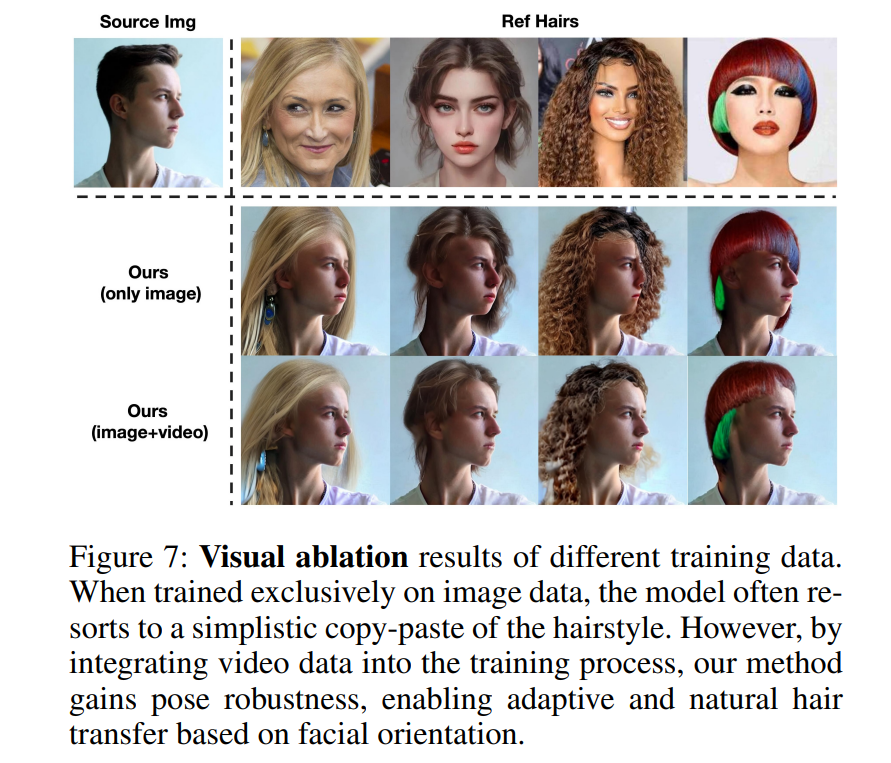 Source Img
Ref Hairs
Ours
(only image)
Ours
(image+video)
Figure 7: Visual ablation results of different training data.
When trained exclusively on image data, the model often re-
sorts to a simplistic copy-paste of the hairstyle. However, by
integrating video data into the training process, our method
gains pose robustness, enabling adaptive and natural hair
transfer based on facial orientation.